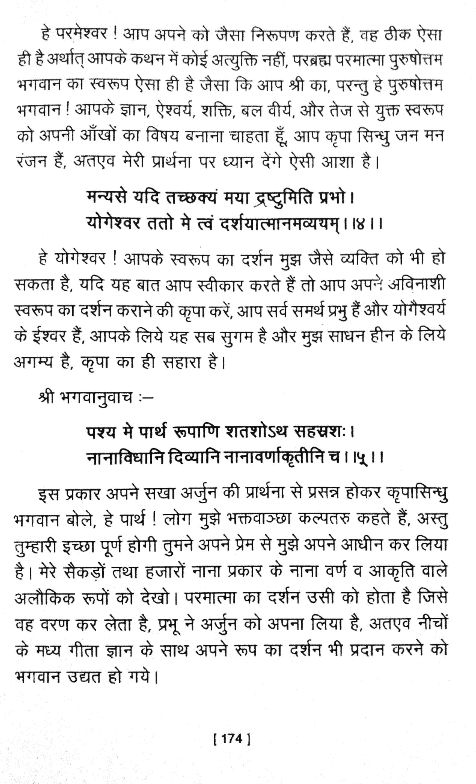 हे परमेश्वर ! आप अपने को जैसा निरूपण करते हैं, वह ठीक ऐसा
ही है अर्थात् आपके कथन में कोई अत्युक्ति नहीं, परब्रह्म परमात्मा पुरुषोत्तम
भगवान का स्वरूप ऐसा ही है जैसा कि आप श्री का, परन्तु हे पुरुषोत्तम
भगवान ! आपके ज्ञान, ऐश्वर्य, शक्ति, बल वीर्य, और तेज से युक्त स्वरूप
को अपनी आँखों का विषय बनाना चाहता हूँ, आप कृपा सिन्धु जन मन
रंजन हैं, अतएव मेरी प्रार्थना पर ध्यान देंगे ऐसी आशा है।
मन्यसे यदि तच्छक्यं मया द्रष्टुमिति प्रभो।
योगेश्वर ततो मे त्वं दर्शयात्मानमव्ययम्।।४।।
हे योगेश्वर ! आपके स्वरूप का दर्शन मुझ जैसे व्यक्ति को भी हो
सकता है, यदि यह बात आप स्वीकार करते हैं तो आप अपने अविनाशी
स्वरूप का दर्शन कराने की कृपा करें, आप सर्व समर्थ प्रभु हैं और योगैश्वर्य
के ईश्वर हैं, आपके लिये यह सब सुगम है और मुझ साधन हीन के लिये
अगम्य है, कृपा का ही सहारा है।
श्री भगवानुवाच :–
पश्य मे पार्थ रूपाणि शतशोऽथ सहस्रशः।
नानाविधानि दिव्यानि नानावर्णाकृतीनि च।।५।।
इस प्रकार अपने सखा अर्जुन की प्रार्थना से प्रसन्न होकर कृपासिन्धु
भगवान बोले, हे पार्थ ! लोग मुझे भक्तवाञ्छा कल्पतरु कहते हैं, अस्तु
तुम्हारी इच्छा पूर्ण होगी तुमने अपने प्रेम से मुझे अपने आधीन कर लिया
है। मेरे सैकड़ों तथा हजारों नाना प्रकार के नाना वर्ण व आकृति वाले
अलौकिक रूपों को देखो। परमात्मा का दर्शन उसी को होता है जिसे
वह वरण कर लेता है, प्रभू ने अर्जुन को अपना लिया है, अतएव नीचों
के मध्य गीता ज्ञान के साथ अपने रूप का दर्शन भी प्रदान करने को
भगवान उद्यत हो गये।
[ 174 ]